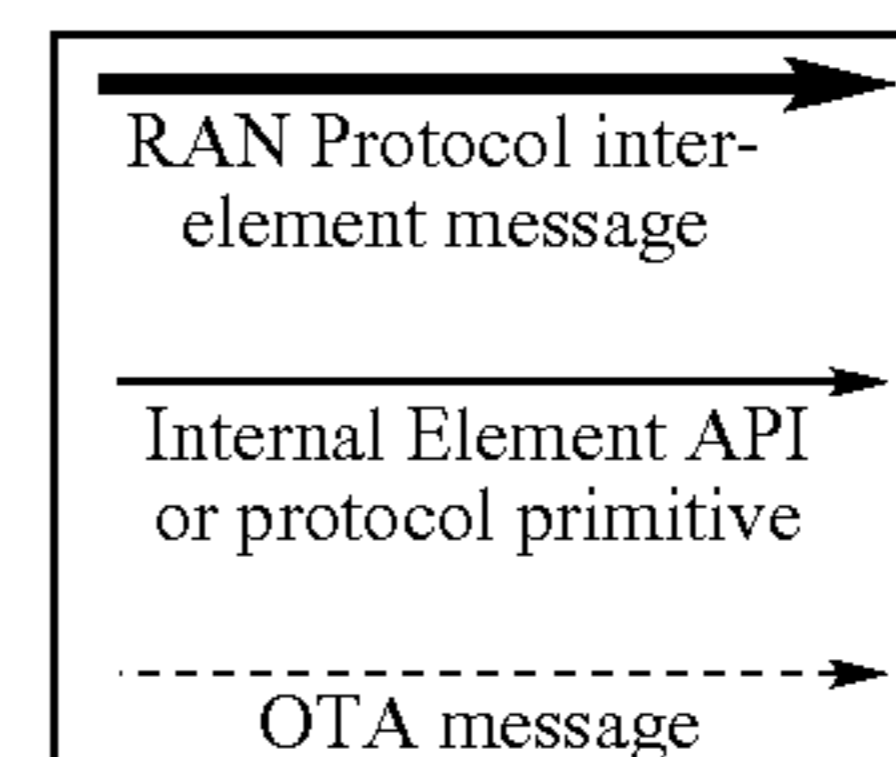 RAN Protocol inter-
element message
Internal Element API
or protocol primitive
OTA message